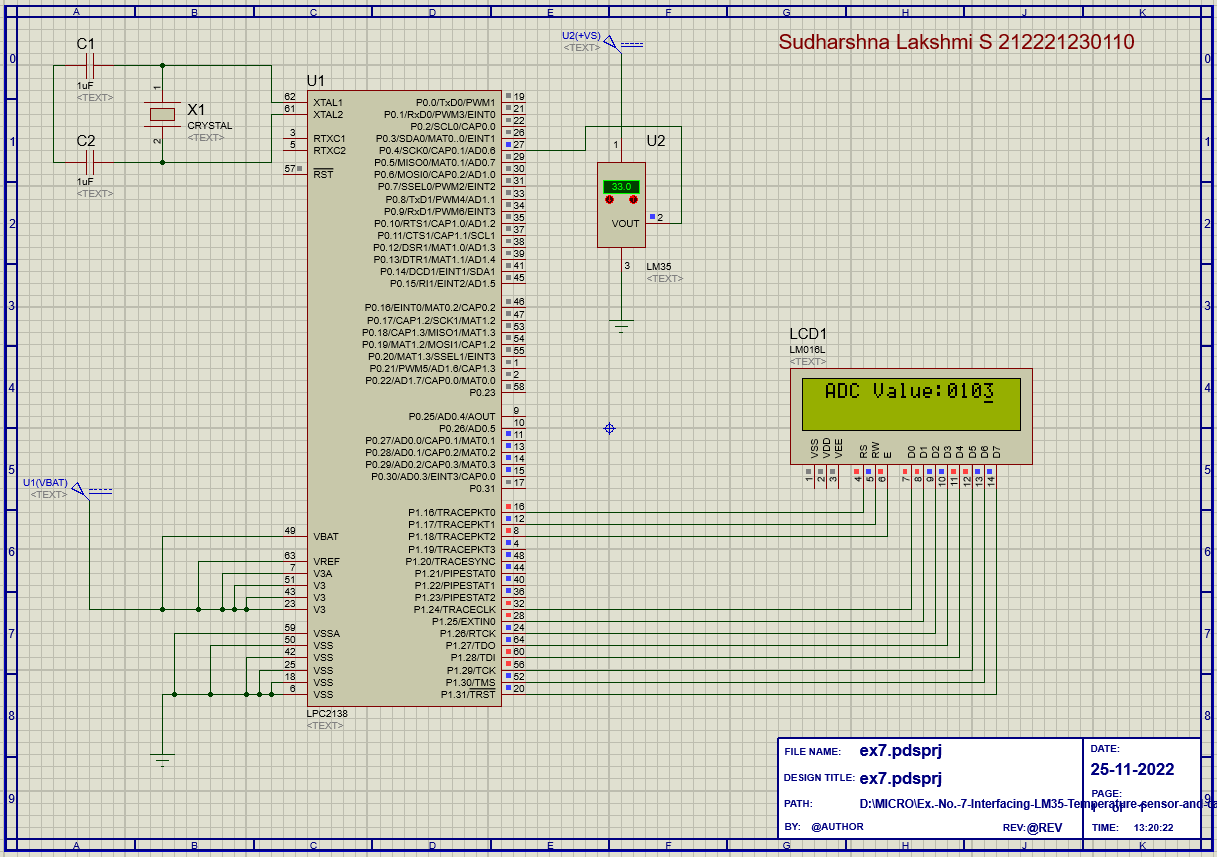 A B C D E F G H J K
Sudharshna Lakshmi S 212221230110
U2(+VS)
<TEXT>
C1
1uF
<TEXT>
C2
1uF
<TEXT>
1
X1
CRYSTAL
<TEXT>
2
U1
62 XTAL1
61 XTAL2
3 RTXC1
5 RTXC2
57 RST
49 VBAT
63 VREF
7 V3A
51 V3
43 V3
23 V3
59 VSSA
50 VSS
42 VSS
25 VSS
18 VSS
6 VSS
P0.0/TxD0/PWM1 19
P0.1/RxD0/PWM3/EINT0 21
P0.2/SCL0/CAP0.0 22
P0.3/SDA0/MAT0..0/EINT1 26
P0.4/SCK0/CAP0.1/AD0.6 27
P0.5/MISO0/MAT0.1/AD0.7 29
P0.6/MOSI0/CAP0.2/AD1.0 30
P0.7/SSEL0/PWM2/EINT2 31
P0.8/TxD1/PWM4/AD1.1 33
P0.9/RxD1/PWM6/EINT3 34
P0.10/RTS1/CAP1.0/AD1.2 35
P0.11/CTS1/CAP1.1/SCL1 37
P0.12/DSR1/MAT1.0/AD1.3 38
P0.13/DTR1/MAT1.1/AD1.4 39
P0.14/DCD1/EINT1/SDA1 41
P0.15/RI1/EINT2/AD1.5 45
P0.16/EINT0/MAT0.2/CAP0.2 46
P0.17/CAP1.2/SCK1/MAT1.2 47
P0.18/CAP1.3/MISO1/MAT1.3 53
P0.19/MAT1.2/MOSI1/CAP1.2 54
P0.20/MAT1.3/SSEL1/EINT3 55
P0.21/PWM5/AD1.6/CAP1.3 1
P0.22/AD1.7/CAP0.0/MAT0.0 2
P0.23 58
P0.25/AD0.4/AOUT 9
P0.26/AD0.5 10
P0.27/AD0.0/CAP0.1/MAT0.1 11
P0.28/AD0.1/CAP0.2/MAT0.2 13
P0.29/AD0.2/CAP0.3/MAT0.3 14
P0.30/AD0.3/EINT3/CAP0.0 15
P0.31 17
P1.16/TRACEPKT0 16
P1.17/TRACEPKT1 12
P1.18/TRACEPKT2 8
P1.19/TRACEPKT3 4
P1.20/TRACESYNC 48
P1.21/PIPESTAT0 44
P1.22/PIPESTAT1 40
P1.23/PIPESTAT2 36
P1.24/TRACECLK 32
P1.25/EXTIN0 28
P1.26/RTCK 24
P1.27/TDO 64
P1.28/TDI 60
P1.29/TCK 56
P1.30/TMS 52
P1.31/TRST 20
LPC2138
<TEXT>
U1(VBAT)
<TEXT>
1
U2
33.0
VOUT 2
3
LM35
<TEXT>
LCD1
LM016L
<TEXT>
ADC Value:0103
VSS VDD VEE RS RW E D0 D1 D2 D3 D4 D5 D6 D7
1 2 3 4 5 6 7 8 9 10 11 12 13 14
0 0
1 1
2 2
3 3
4 4
5 5
6 6
7 7
8 8
9 9
FILE NAME: ex7.pdsprj
DESIGN TITLE: ex7.pdsprj
PATH: D:\MICRO\Ex.-No.-7-Interfacing-LM35-Temperature-sensor-and-
BY: @AUTHOR REV:@REV
DATE:
25-11-2022
PAGE:
TIME: 13:20:22
A B C D E F G H J K